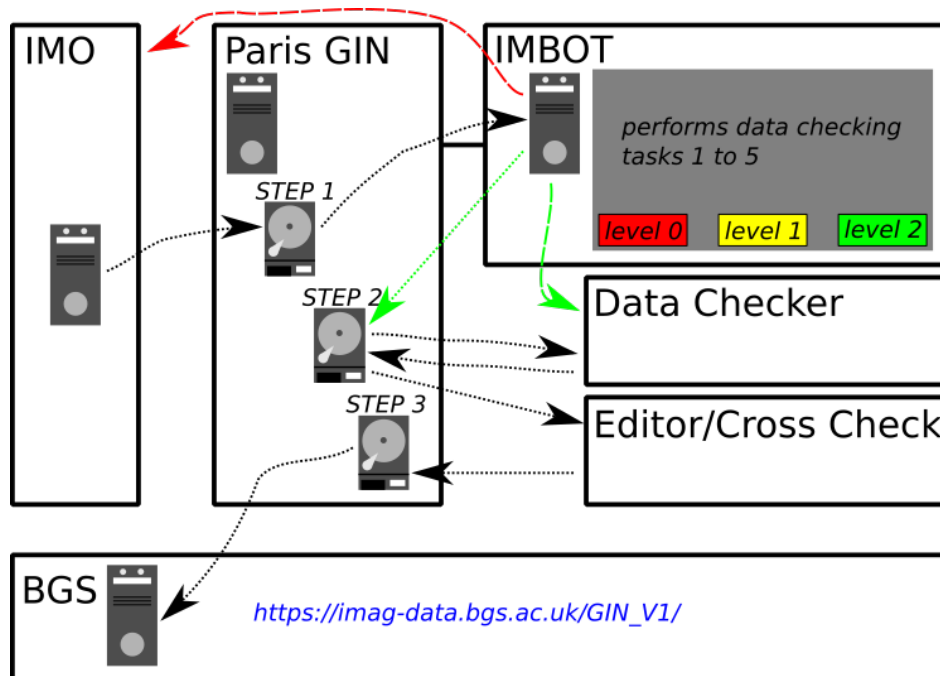 IMO
Paris GIN
IMBOT
performs data checking
tasks 1 to 5
level 0
level 1
level 2
STEP 1
STEP 2
STEP 3
Data Checker
Editor/Cross Check
BGS
https://imag-data.bgs.ac.uk/GIN_V1/